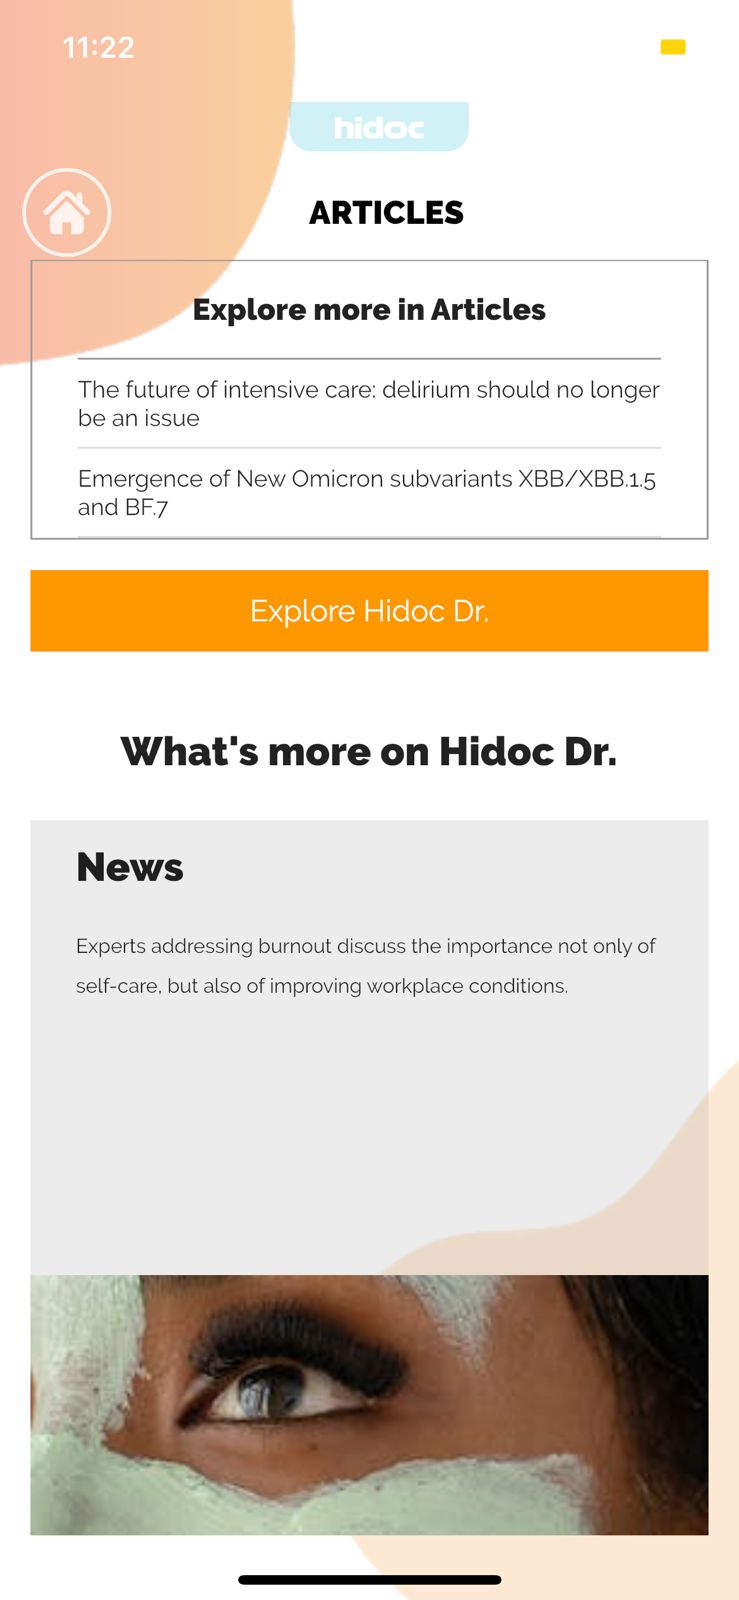 11:22
hidoc
ARTICLES
Explore more in Articles
The future of intensive care: delirium should no longer
be an issue
Emergence of New Omicron subvariants XBB/XBB.1.5
and BF.7
Explore Hidoc Dr.
What's more on Hidoc Dr.
News
Experts addressing burnout discuss the importance not only of
self-care, but also of improving workplace conditions.